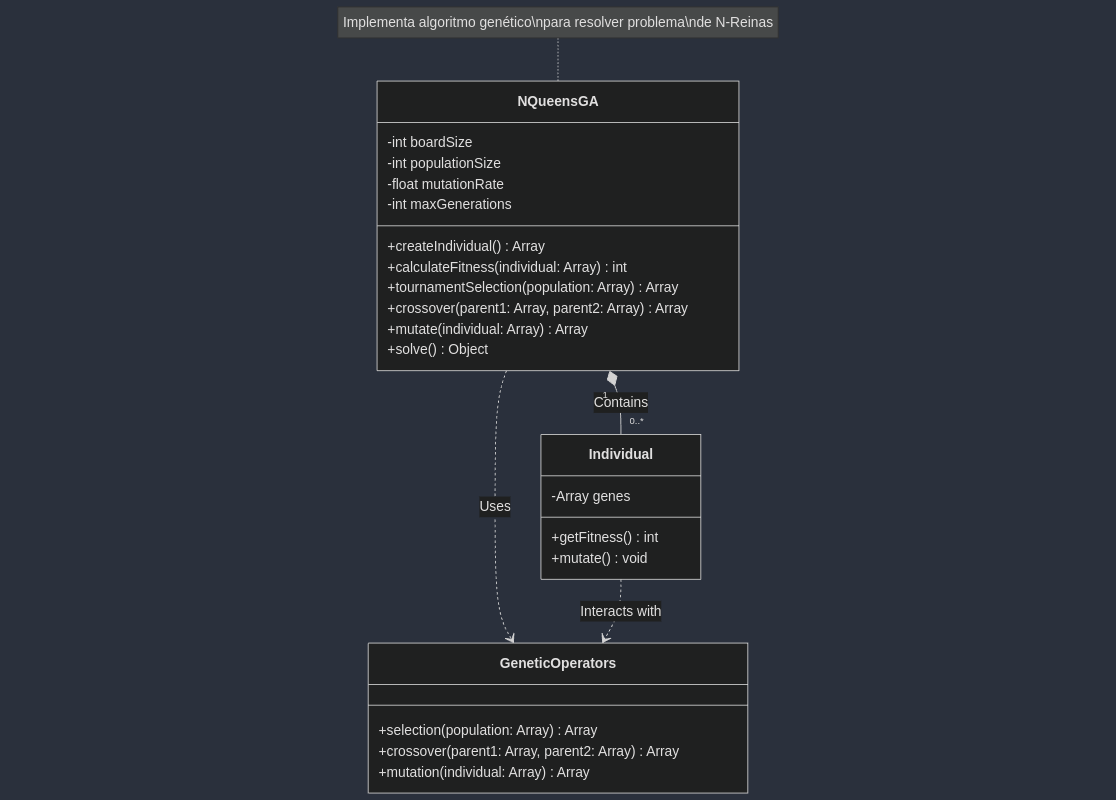 Implementa algoritmo genético\npara resolver problema\nde N-Reinas
NQueensGA
-int boardSize
-int populationSize
-float mutationRate
-int maxGenerations
+createIndividual() : Array
+calculateFitness(individual: Array) : int
+tournamentSelection(population: Array) : Array
+crossover(parent1: Array, parent2: Array) : Array
+mutate(individual: Array) : Array
+solve() : Object
1
Contains
0..*
Individual
-Array genes
+getFitness() : int
+mutate() : void
Uses
Interacts with
GeneticOperators
+selection(population: Array) : Array
+crossover(parent1: Array, parent2: Array) : Array
+mutation(individual: Array) : Array